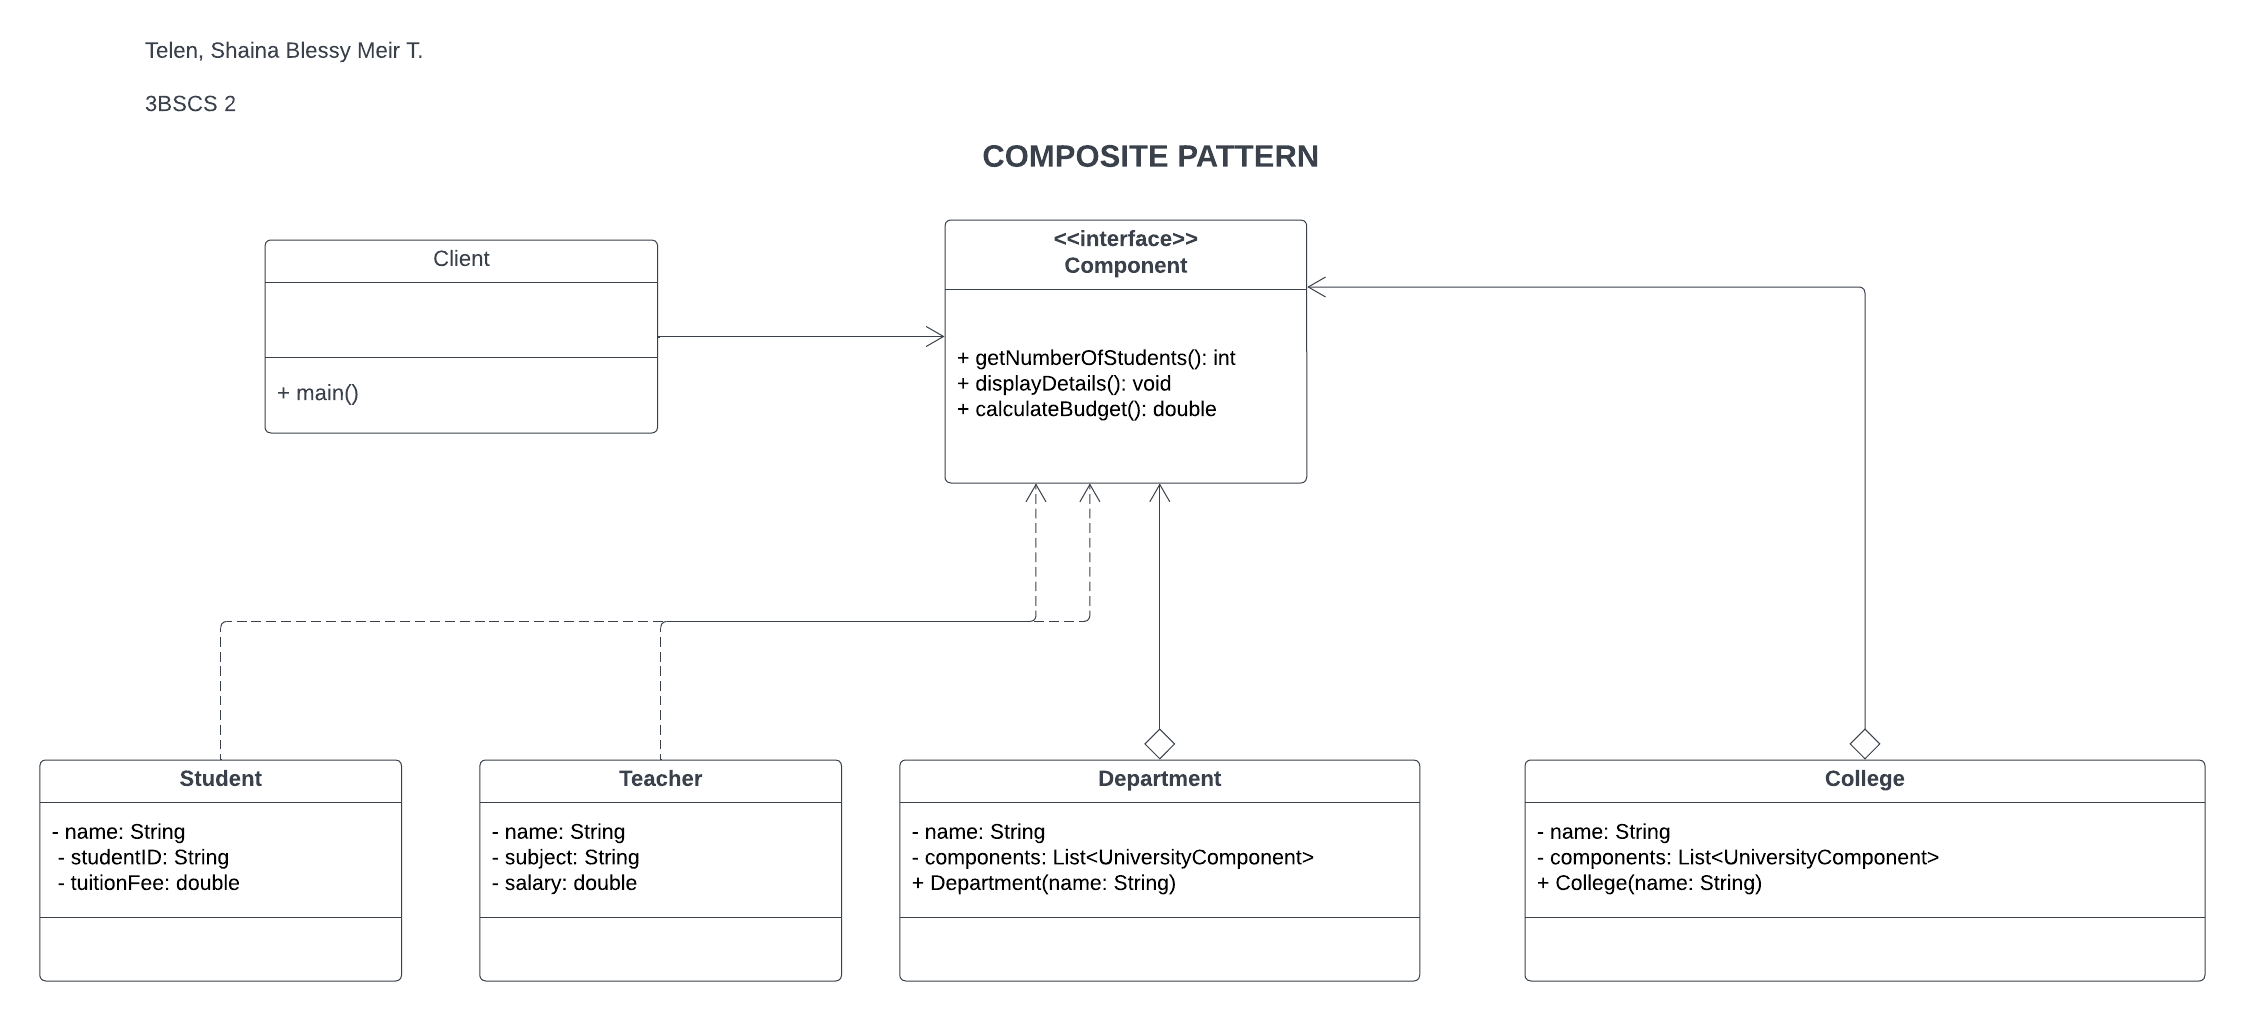 Telen, Shaina Blessy Meir T.
3BSCS 2
COMPOSITE PATTERN
Client
+ main()
<<interface>>
Component
+ getNumberOfStudents(): int
+ displayDetails(): void
+ calculateBudget(): double
Student
- name: String
- studentID: String
- tuitionFee: double
Teacher
- name: String
- subject: String
- salary: double
Department
- name: String
- components: List<UniversityComponent>
+ Department(name: String)
College
- name: String
- components: List<UniversityComponent>
+ College(name: String)